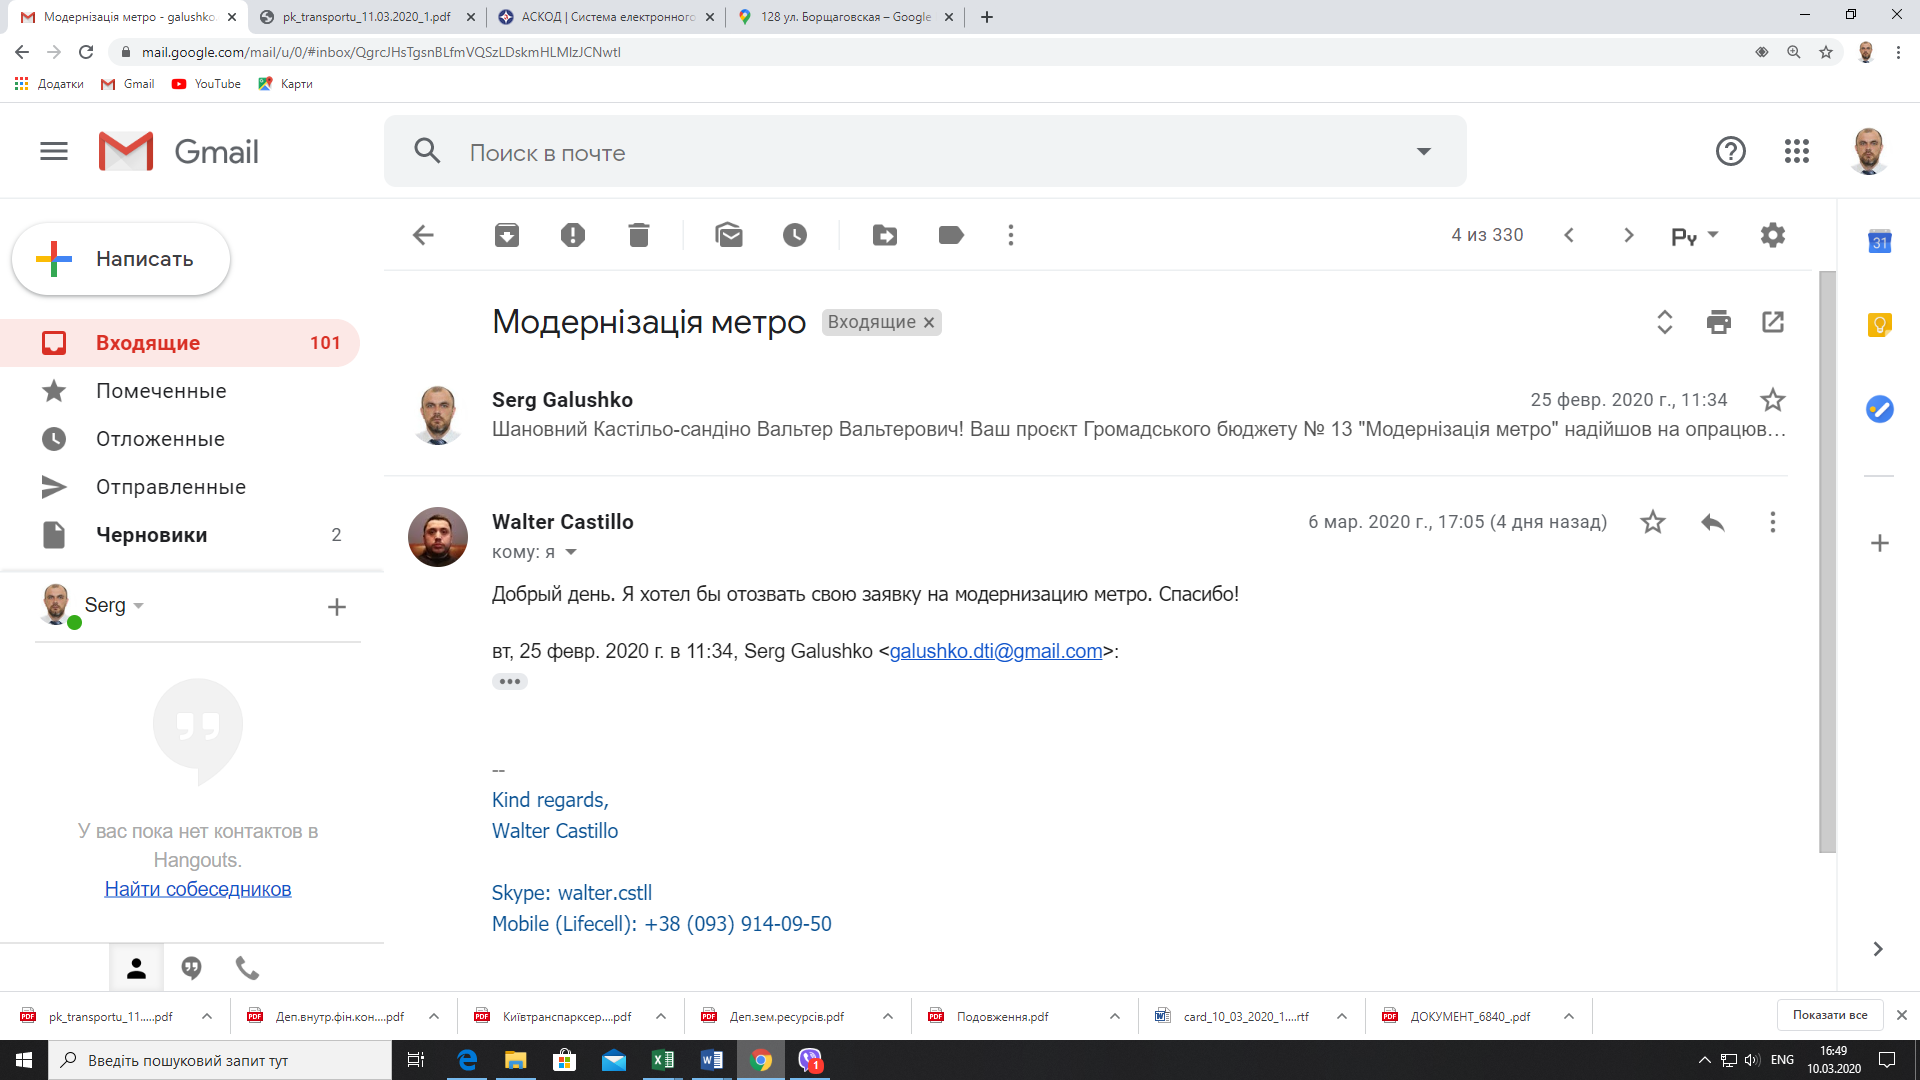 Модернізація метро - galushko.
pk_transportu_11.03.2020_1.pdf
АСКОД | Система електронного
128 ул. Борщаговская – Google
mail.google.com/mail/u/0/#inbox/QgrcJHsTgsnBLfmVQSzLDskmHLMlzJCNwtl
Додатки
Gmail
YouTube
Карти
Gmail
Поиск в почте
Написать
4 из 330
Ру
31
Модернізація метро
Входящие
Входящие 101
Помеченные
Отложенные
Отправленные
Черновики 2
Serg Galushko
25 февр. 2020 г., 11:34
Шановний Кастільо-сандіно Вальтер Вальтерович! Ваш проєкт Громадського бюджету № 13 "Модернізація метро" надійшов на опрацюв…
Walter Castillo
6 мар. 2020 г., 17:05 (4 дня назад)
кому: я
Добрый день. Я хотел бы отозвать свою заявку на модернизацию метро. Спасибо!
вт, 25 февр. 2020 г. в 11:34, Serg Galushko <galushko.dti@gmail.com>:
--
Kind regards,
Walter Castillo
Skype: walter.cstll
Mobile (Lifecell): +38 (093) 914-09-50
Serg
У вас пока нет контактов в
Hangouts.
Найти собеседников
pk_transportu_11.....pdf
Деп.внутр.фін.кон....pdf
Київтранспарксер....pdf
Деп.зем.ресурсів.pdf
Подовження.pdf
card_10_03_2020_1....rtf
ДОКУМЕНТ_6840_.pdf
Показати все
Введіть пошуковий запит тут
1
ENG
16:49
10.03.2020